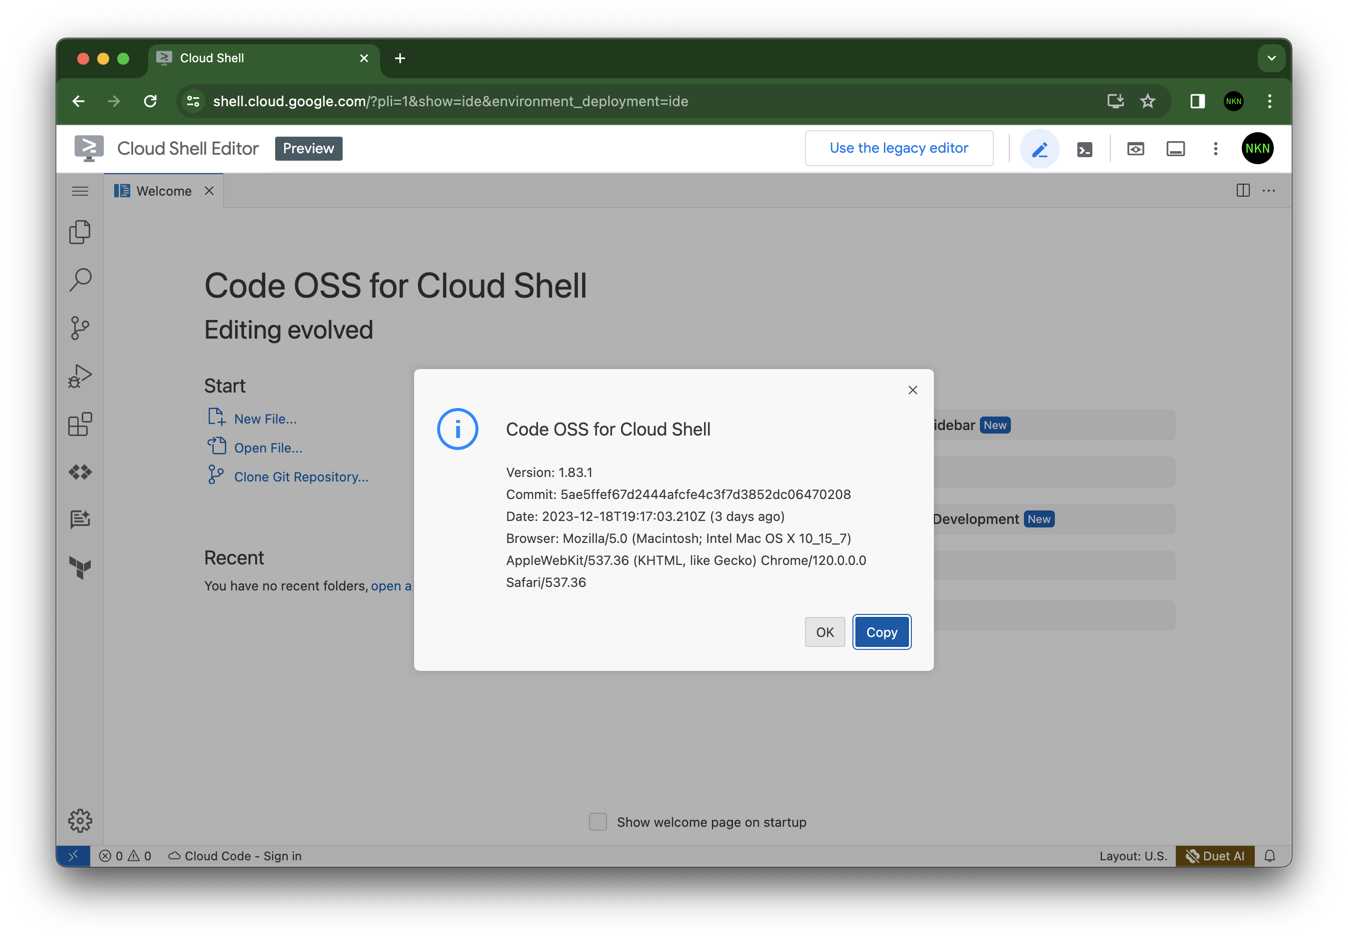 Cloud Shell
shell.cloud.google.com/?pli=1&show=ide&environment_deployment=ide
NKN
Cloud Shell Editor
Preview
Use the legacy editor
NKN
Welcome
Code OSS for Cloud Shell
Editing evolved
Start
New File...
Open File...
Clone Git Repository...
Recent
You have no recent folders, open a
idebar New
Development New
Code OSS for Cloud Shell
Version: 1.83.1
Commit: 5ae5ffef67d2444afcfe4c3f7d3852dc06470208
Date: 2023-12-18T19:17:03.210Z (3 days ago)
Browser: Mozilla/5.0 (Macintosh; Intel Mac OS X 10_15_7)
AppleWebKit/537.36 (KHTML, like Gecko) Chrome/120.0.0.0
Safari/537.36
OK
Copy
Show welcome page on startup
0 0 Cloud Code - Sign in
Layout: U.S.
Duet AI